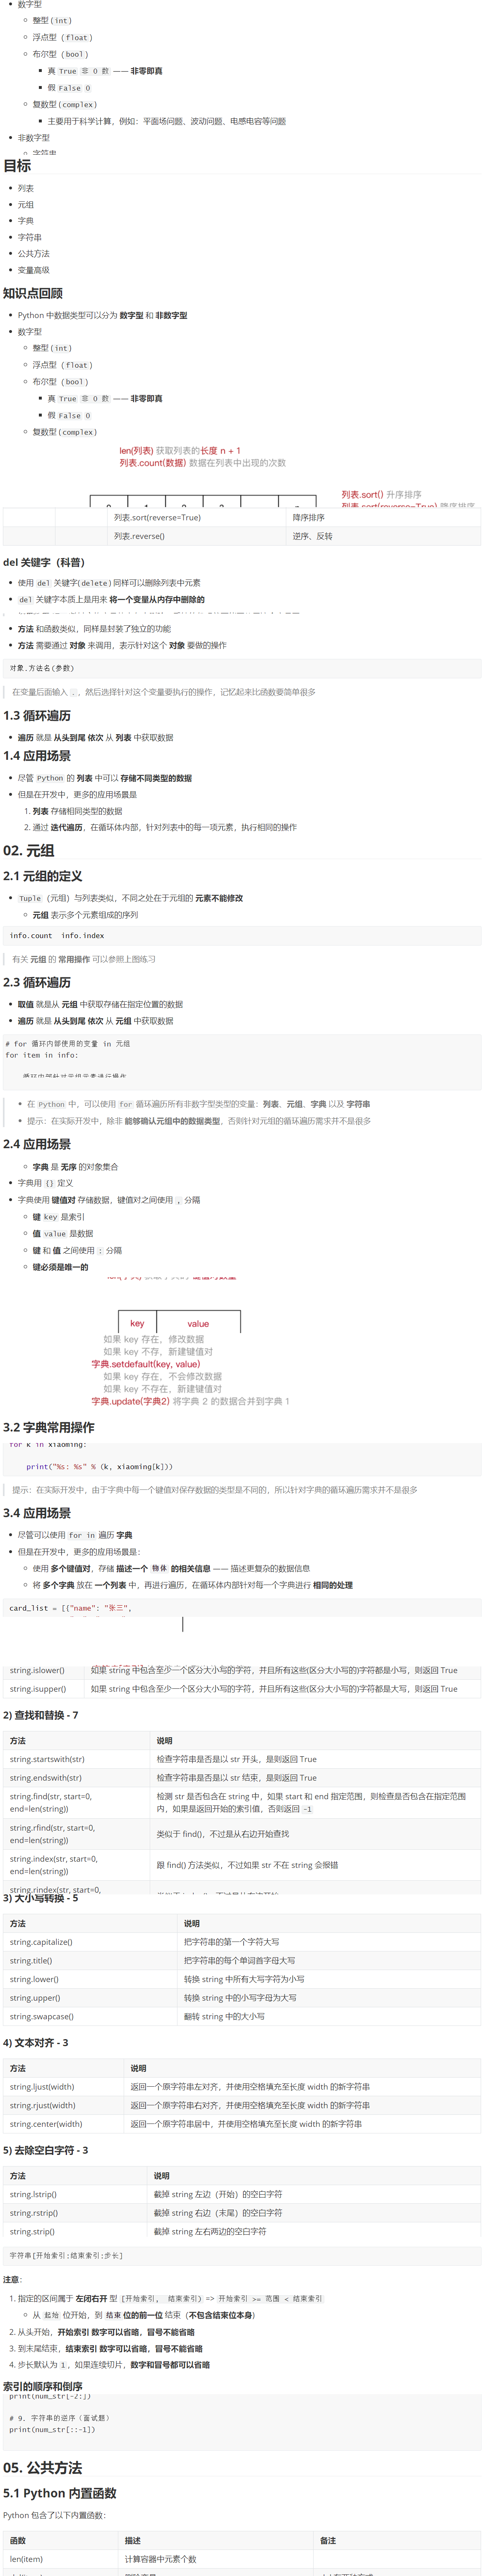 数字型
整型 (int)
浮点型 (float)
布尔型 (bool)
真 True 非 0 数 —— 非零即真
假 False 0
复数型 (complex)
主要用于科学计算，例如：平面场问题、波动问题、电感电容等问题
非数字型
字符串
目标
列表
元组
字典
字符串
公共方法
变量高级
知识点回顾
Python 中数据类型可以分为 数字型 和 非数字型
数字型
整型 (int)
浮点型 (float)
布尔型 (bool)
真 True 非 0 数 —— 非零即真
假 False 0
复数型 (complex)
len(列表) 获取列表的长度 n + 1
列表.count(数据) 数据在列表中出现的次数
列表.sort() 升序排序
列表.sort(reverse=True) 降序排序
列表.sort(reverse=True) 降序排序
列表.reverse() 逆序、反转
del 关键字（科普）
使用 del 关键字(delete) 同样可以删除列表中元素
del 关键字本质上是用来 将一个变量从内存中删除的
方法 和函数类似，同样是封装了独立的功能
方法 需要通过 对象 来调用，表示针对这个 对象 要做的操作
对象.方法名(参数)
在变量后面输入 .，然后选择针对这个变量要执行的操作，记忆起来比函数要简单很多
1.3 循环遍历
遍历 就是 从头到尾 依次 从 列表 中获取数据
1.4 应用场景
尽管 Python 的 列表 中可以 存储不同类型的数据
但是在开发中，更多的应用场景是
1. 列表 存储相同类型的数据
2. 通过 迭代遍历，在循环体内部，针对列表中的每一项元素，执行相同的操作
02. 元组
2.1 元组的定义
Tuple（元组）与列表类似，不同之处在于元组的 元素不能修改
元组 表示多个元素组成的序列
info.count info.index
有关 元组 的 常用操作 可以参照上图练习
2.3 循环遍历
取值 就是从 元组 中获取存储在指定位置的数据
遍历 就是 从头到尾 依次 从 元组 中获取数据
# for 循环内部使用的变量 in 元组
for item in info:
循环内部针对元组元素进行操作
在 Python 中，可以使用 for 循环遍历所有非数字型类型的变量：列表、元组、字典 以及 字符串
提示：在实际开发中，除非 能够确认元组中的数据类型，否则针对元组的循环遍历需求并不是很多
2.4 应用场景
字典 是 无序 的对象集合
字典用 {} 定义
字典使用 键值对 存储数据，键值对之间使用 , 分隔
键 key 是索引
值 value 是数据
键 和 值 之间使用 : 分隔
键必须是唯一的
key value
如果 key 存在，修改数据
如果 key 不存，新建键值对
字典.setdefault(key, value)
如果 key 存在，不会修改数据
如果 key 不存在，新建键值对
字典.update(字典2) 将字典 2 的数据合并到字典 1
3.2 字典常用操作
for k in xiaoming:
print("%s: %s" % (k, xiaoming[k]))
提示：在实际开发中，由于字典中每一个键值对保存数据的类型是不同的，所以针对字典的循环遍历需求并不是很多
3.4 应用场景
尽管可以使用 for in 遍历 字典
但是在开发中，更多的应用场景是：
使用 多个键值对，存储 描述一个 物体 的相关信息 —— 描述更复杂的数据信息
将 多个字典 放在 一个列表 中，再进行遍历，在循环体内部针对每一个字典进行 相同的处理
card_list = [{"name": "张三",
string.islower() 如果 string 中包含至少一个区分大小写的字符，并且所有这些(区分大小写的)字符都是小写，则返回 True
string.isupper() 如果 string 中包含至少一个区分大小写的字符，并且所有这些(区分大小写的)字符都是大写，则返回 True
2) 查找和替换 - 7
方法 说明
string.startswith(str) 检查字符串是否是以 str 开头，是则返回 True
string.endswith(str) 检查字符串是否是以 str 结束，是则返回 True
string.find(str, start=0, end=len(string)) 检测 str 是否包含在 string 中，如果 start 和 end 指定范围，则检查是否包含在指定范围内，如果是返回开始的索引值，否则返回 -1
string.rfind(str, start=0, end=len(string)) 类似于 find()，不过是从右边开始查找
string.index(str, start=0, end=len(string)) 跟 find() 方法类似，不过如果 str 不在 string 会报错
string.rindex(str, start=0,
3) 大小写转换 - 5
方法 说明
string.capitalize() 把字符串的第一个字符大写
string.title() 把字符串的每个单词首字母大写
string.lower() 转换 string 中所有大写字符为小写
string.upper() 转换 string 中的小写字母为大写
string.swapcase() 翻转 string 中的大小写
4) 文本对齐 - 3
方法 说明
string.ljust(width) 返回一个原字符串左对齐，并使用空格填充至长度 width 的新字符串
string.rjust(width) 返回一个原字符串右对齐，并使用空格填充至长度 width 的新字符串
string.center(width) 返回一个原字符串居中，并使用空格填充至长度 width 的新字符串
5) 去除空白字符 - 3
方法 说明
string.lstrip() 截掉 string 左边（开始）的空白字符
string.rstrip() 截掉 string 右边（末尾）的空白字符
string.strip() 截掉 string 左右两边的空白字符
字符串[开始索引:结束索引:步长]
注意：
1. 指定的区间属于 左闭右开 型 [开始索引, 结束索引) => 开始索引 >= 范围 < 结束索引
从 起始 位开始，到 结束位的前一位 结束（不包含结束位本身)
2. 从头开始，开始索引 数字可以省略，冒号不能省略
3. 到末尾结束，结束索引 数字可以省略，冒号不能省略
4. 步长默认为 1，如果连续切片，数字和冒号都可以省略
索引的顺序和倒序
print(num_str[-2:])
# 9. 字符串的逆序（面试题）
print(num_str[::-1])
05. 公共方法
5.1 Python 内置函数
Python 包含了以下内置函数：
函数 描述 备注
len(item) 计算容器中元素个数